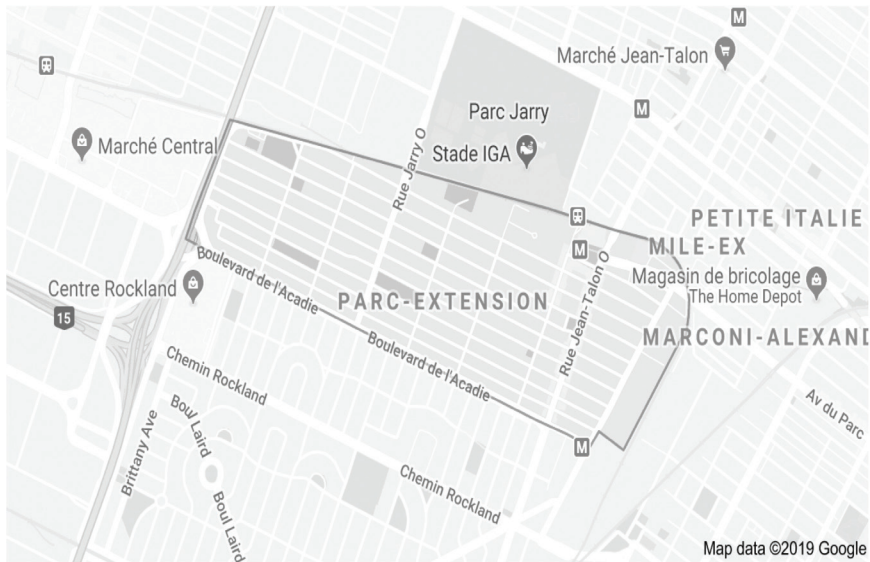 M
Marché Jean-Talon
M
Parc Jarry
Marché Central
Stade IGA
Rue Jarry O
PETITE ITALIE
MILE-EX
M
Boulevard de l'Acadie
Rue Jean-Talon O
Magasin de bricolage
The Home Depot
Centre Rockland
PARC-EXTENSION
15
MARCONI-ALEXAND
Boulevard de l'Acadie
Chemin Rockland
Av du Parc
Boul Laird
Brittany Ave
M
Chemin Rockland
Boul Laird
Map data ©2019 Google